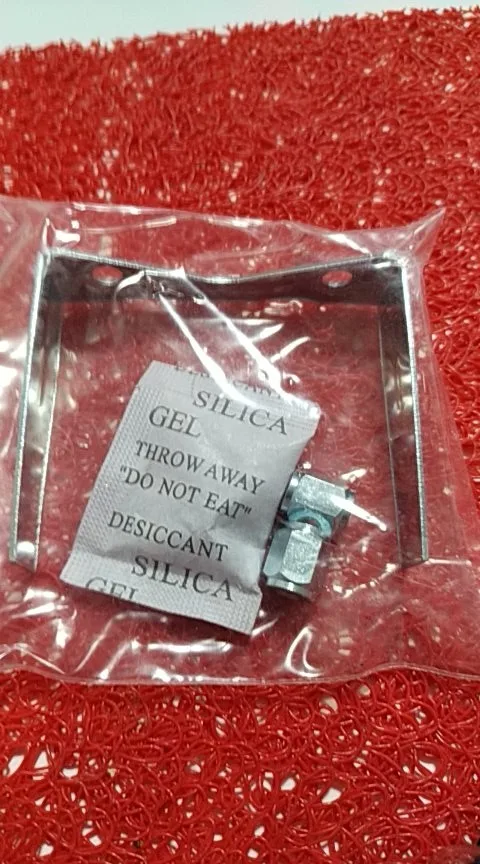 SILICA
GEL
THROW AWAY
"DO NOT EAT"
DESICCANT
SILICA
GEL